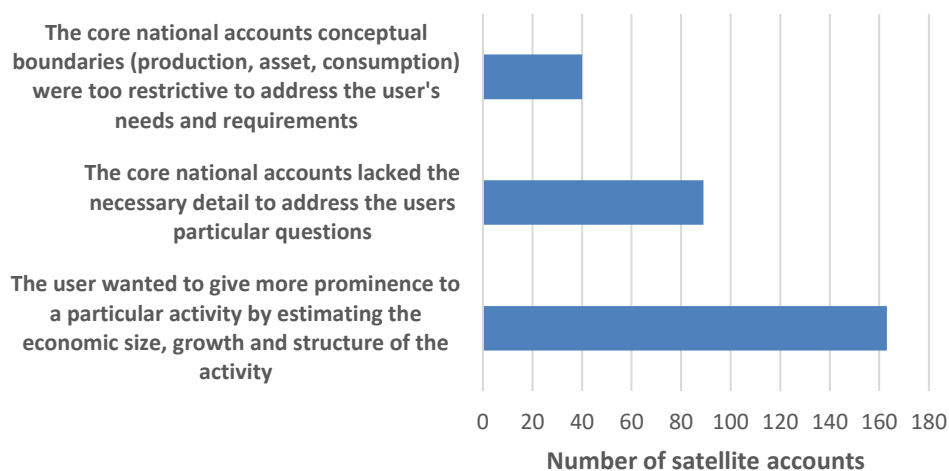 The core national accounts conceptual
boundaries (production, asset, consumption)
were too restrictive to address the user's
needs and requirements
The core national accounts lacked the
necessary detail to address the users
particular questions
The user wanted to give more prominence to
a particular activity by estimating the
economic size, growth and structure of the
activity
0 20 40 60 80 100 120 140 160 180
Number of satellite accounts